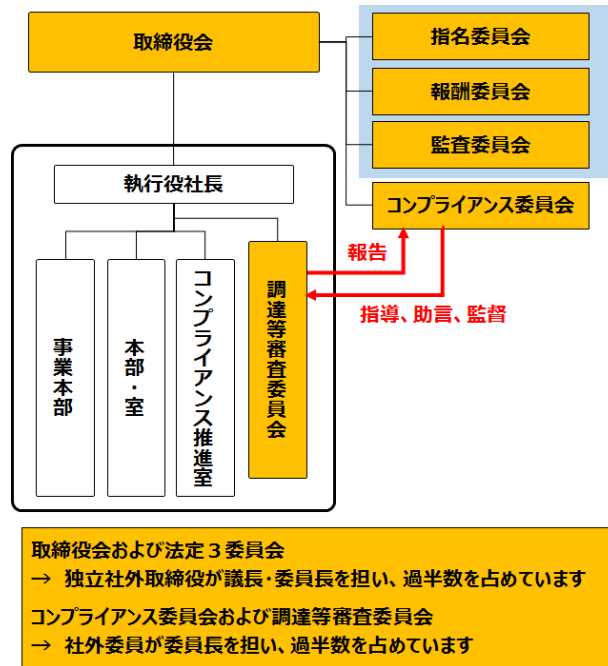 取締役会
指名委員会
報酬委員会
監査委員会
執行役社長
コンプライアンス委員会
報告
指導、助言、監督
事業本部
本部・室
コンプライアンス推進室
調達等審査委員会
取締役会および法定３委員会
→ 独立社外取締役が議長・委員長を担い、過半数を占めています
コンプライアンス委員会および調達等審査委員会
→ 社外委員が委員長を担い、過半数を占めています